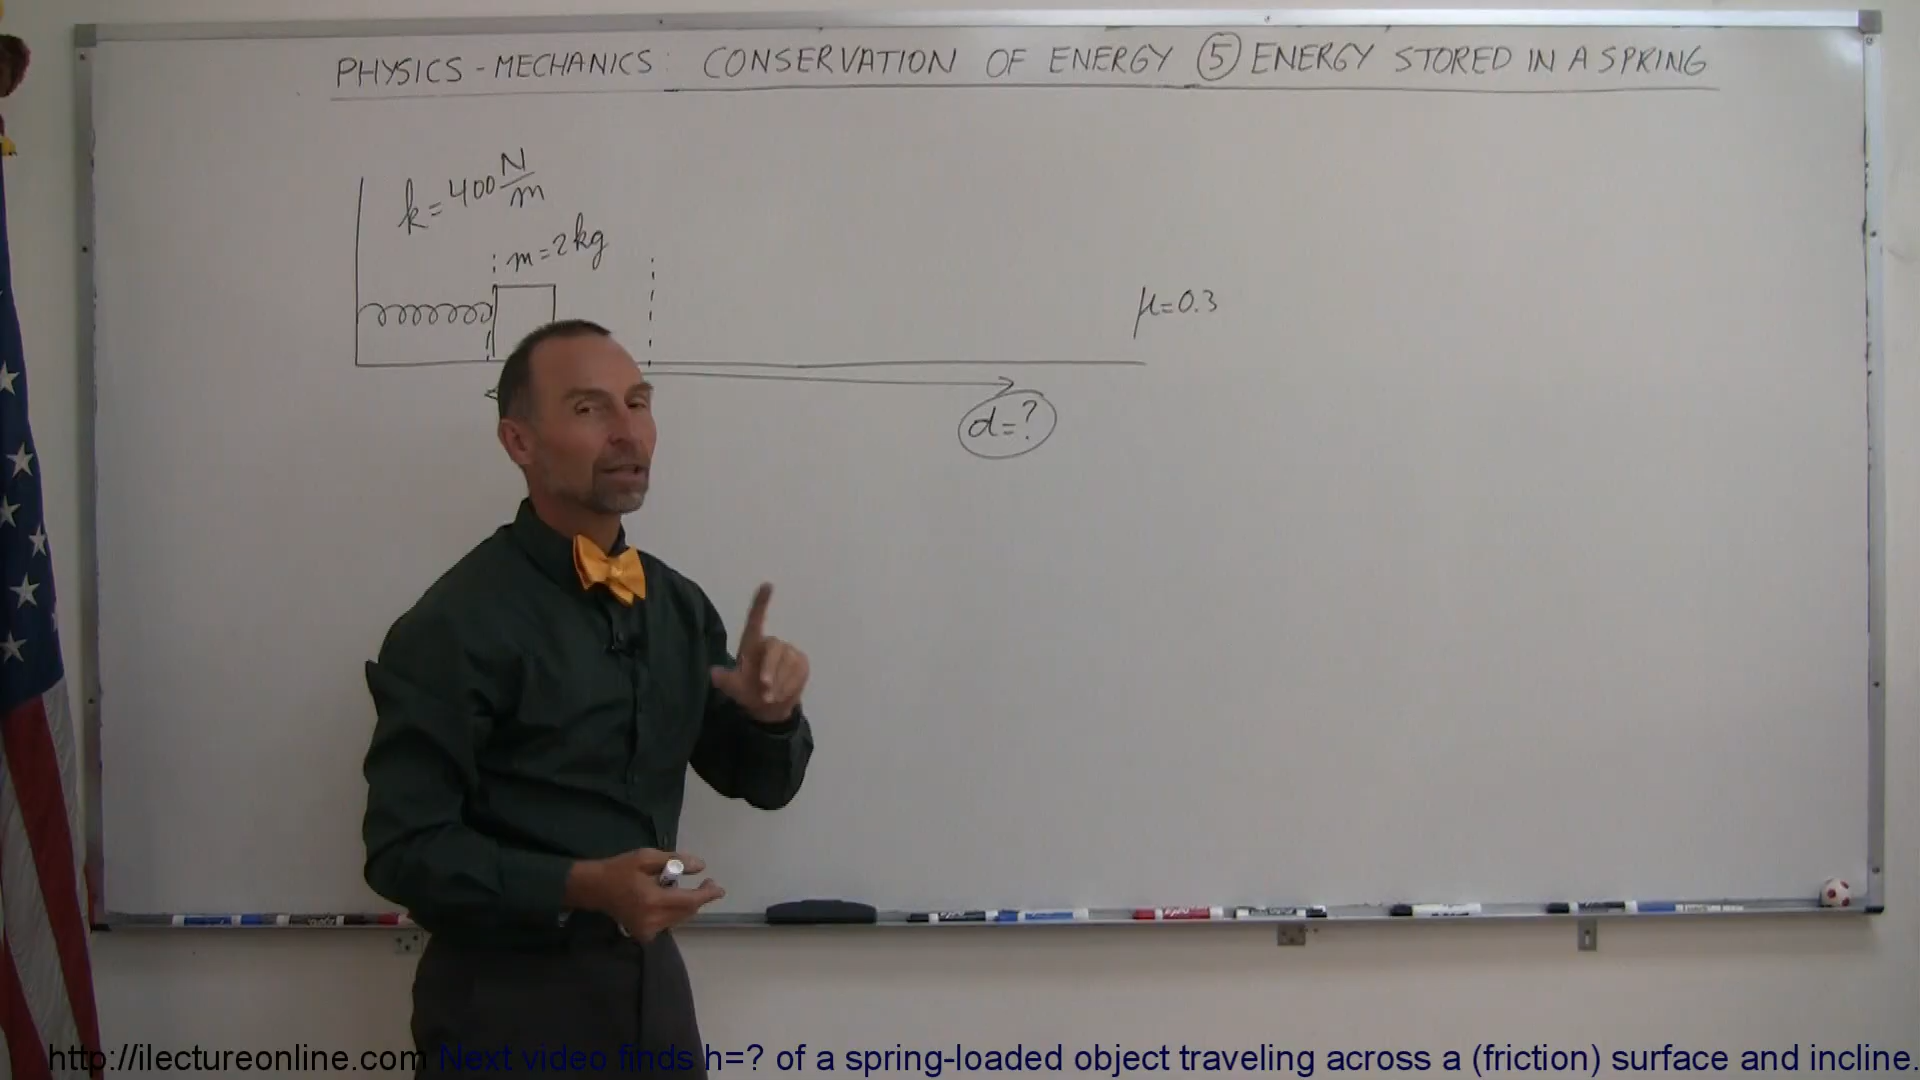 PHYSICS - MECHANICS: CONSERVATION OF ENERGY ⑤ ENERGY STORED IN A SPRING
k=400 N/m
m=2kg
μ=0.3
d=?
http://ilectureonline.com Next video finds h=? of a spring-loaded object traveling across a (friction) surface and incline.